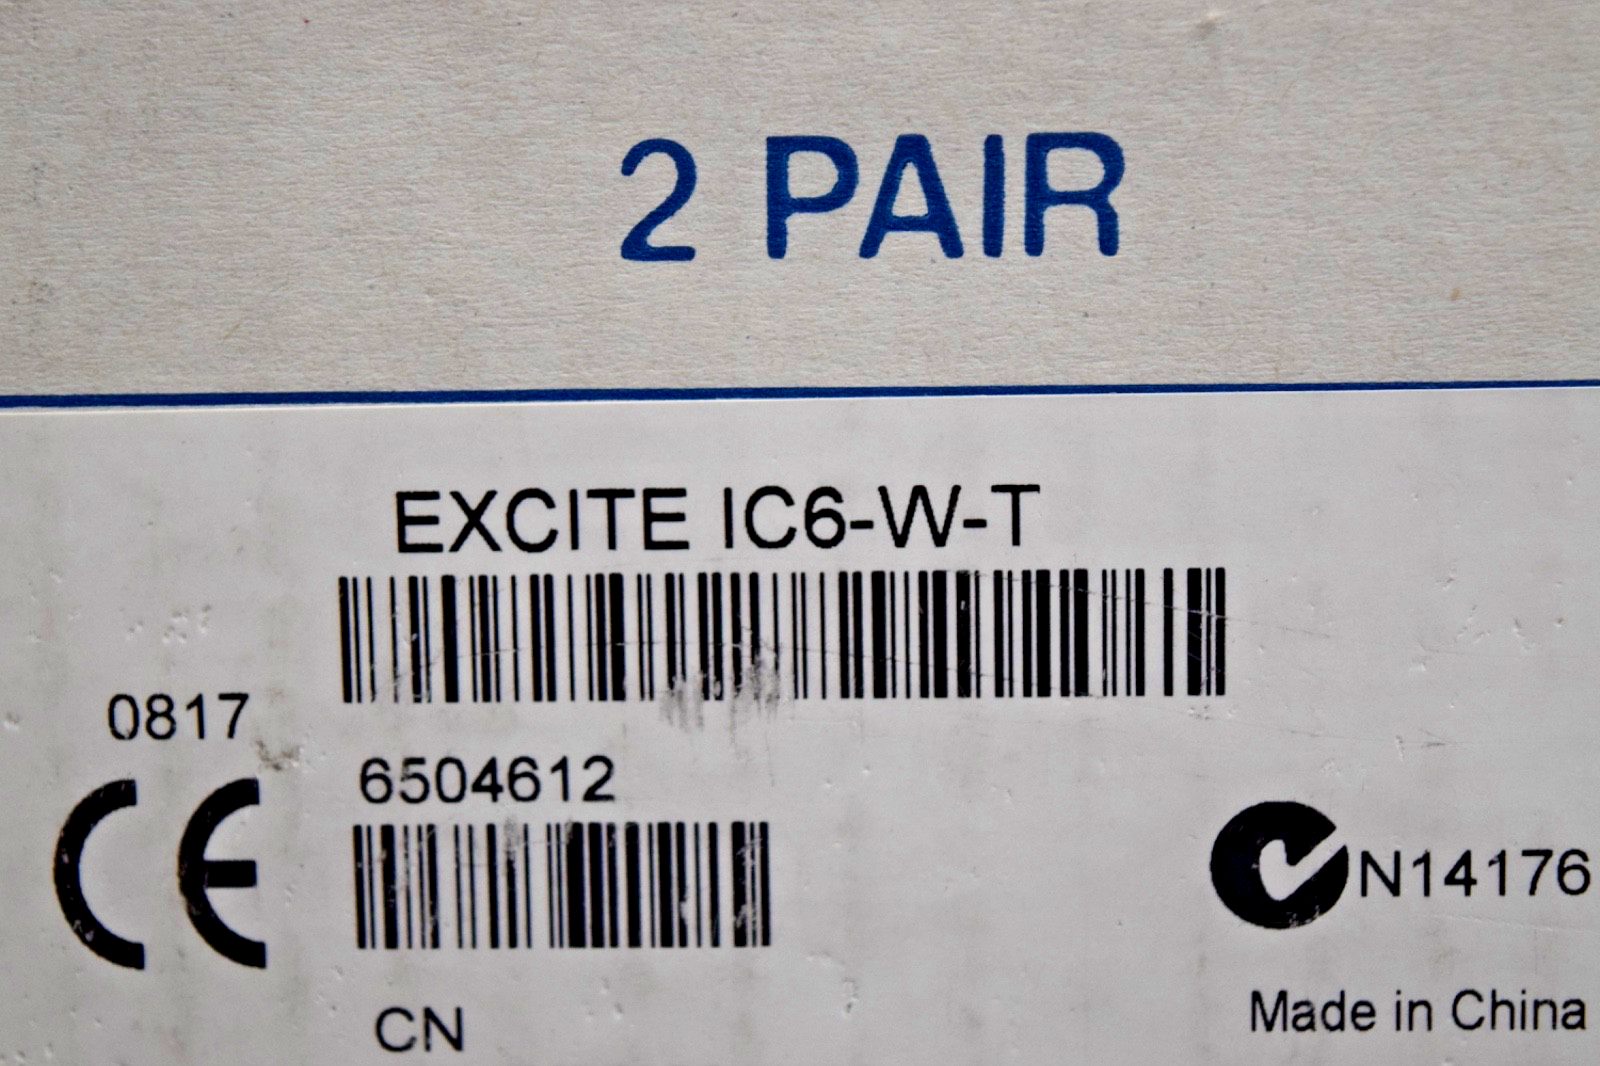 2 PAIR
EXCITE IC6-W-T
0817
CE
6504612
N14176
CN
Made in China